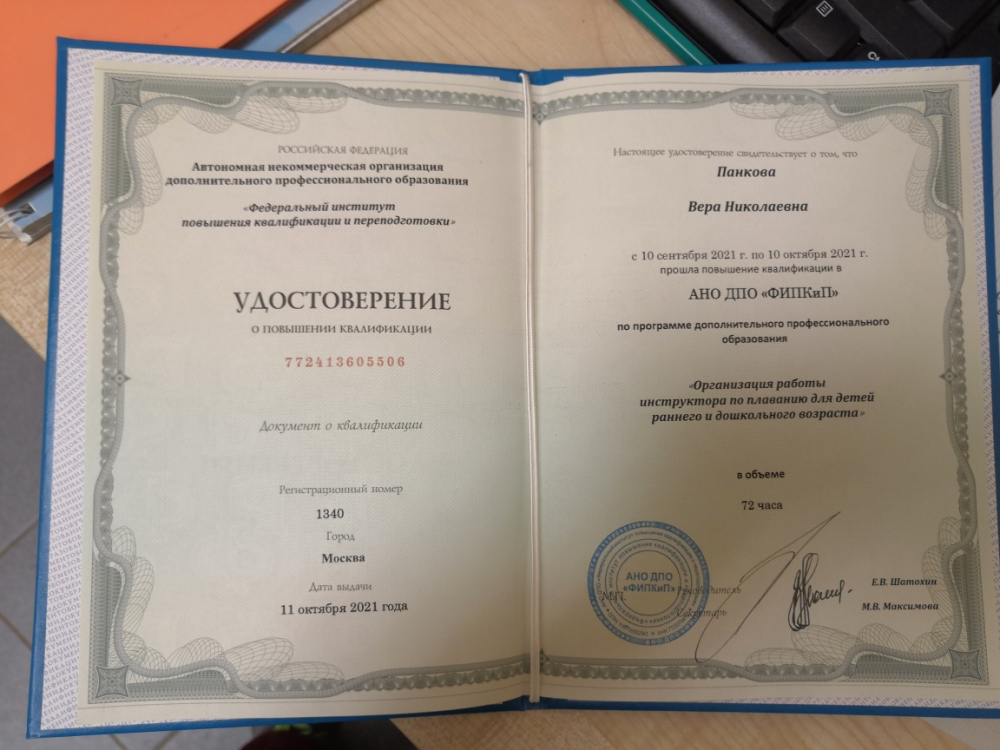 РОССИЙСКАЯ ФЕДЕРАЦИЯ
Автономная некоммерческая организация
дополнительного профессионального образования
«Федеральный институт
повышения квалификации и переподготовки»
УДОСТОВЕРЕНИЕ
О ПОВЫШЕНИИ КВАЛИФИКАЦИИ
772413605506
Документ о квалификации
Регистрационный номер
1340
Город
Москва
Дата выдачи
11 октября 2021 года
Настоящее удостоверение свидетельствует о том, что
Панкова
Вера Николаевна
с 10 сентября 2021 г. по 10 октября 2021 г.
прошла повышение квалификации в
АНО ДПО «ФИПКиП»
по программе дополнительного профессионального
образования
«Организация работы
инструктора по плаванию для детей
раннего и дошкольного возраста»
в объеме
72 часа
АНО ДПО
«ФИПКиП»
М.П.
Руководитель
Е.В. Шатохин
Секретарь
М.В. Максимова